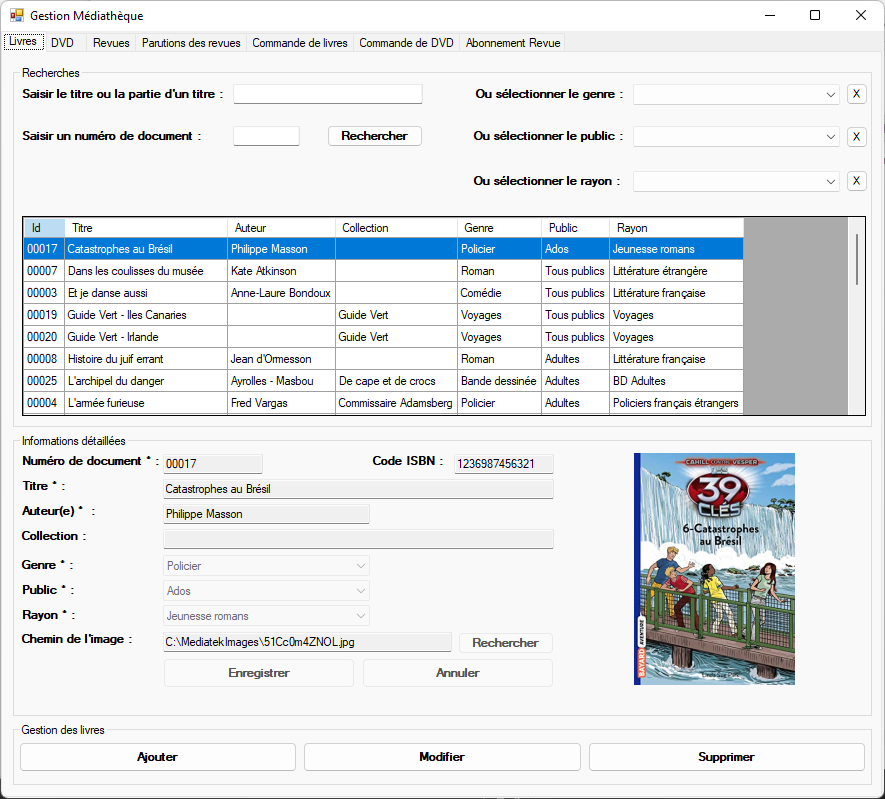 Gestion Médiathèque
Livres DVD Revues Parutions des revues Commande de livres Commande de DVD Abonnement Revue
Recherches
Saisir le titre ou la partie d'un titre : Ou sélectionner le genre : X
Saisir un numéro de document : Rechercher Ou sélectionner le public : X
Ou sélectionner le rayon : X
Id Titre Auteur Collection Genre Public Rayon
00017 Catastrophes au Brésil Philippe Masson Policier Ados Jeunesse romans
00007 Dans les coulisses du musée Kate Atkinson Roman Tous publics Littérature étrangère
00003 Et je danse aussi Anne-Laure Bondoux Comédie Tous publics Littérature française
00019 Guide Vert - Iles Canaries Guide Vert Voyages Tous publics Voyages
00020 Guide Vert - Irlande Guide Vert Voyages Tous publics Voyages
00008 Histoire du juif errant Jean d'Ormesson Roman Adultes Littérature française
00025 L'archipel du danger Ayrolles - Masbou De cape et de crocs Bande dessinée Adultes BD Adultes
00004 L'armée furieuse Fred Vargas Commissaire Adamsberg Policier Adultes Policiers français étrangers
Informations détaillées
Numéro de document * : 00017 Code ISBN : 1236987456321
Titre * : Catastrophes au Brésil
Auteur(e) * : Philippe Masson
Collection :
Genre * : Policier
Public * : Ados
Rayon * : Jeunesse romans
Chemin de l'image : C:\MediatekImages\51Cc0m4ZNOL.jpg Rechercher
Enregistrer Annuler
CAHILL CONTRE VESPER
Les
39
CLÉS
6-Catastrophes
au Brésil
BAYARD AVENTURE
Linda Sue Park
Gestion des livres
Ajouter Modifier Supprimer